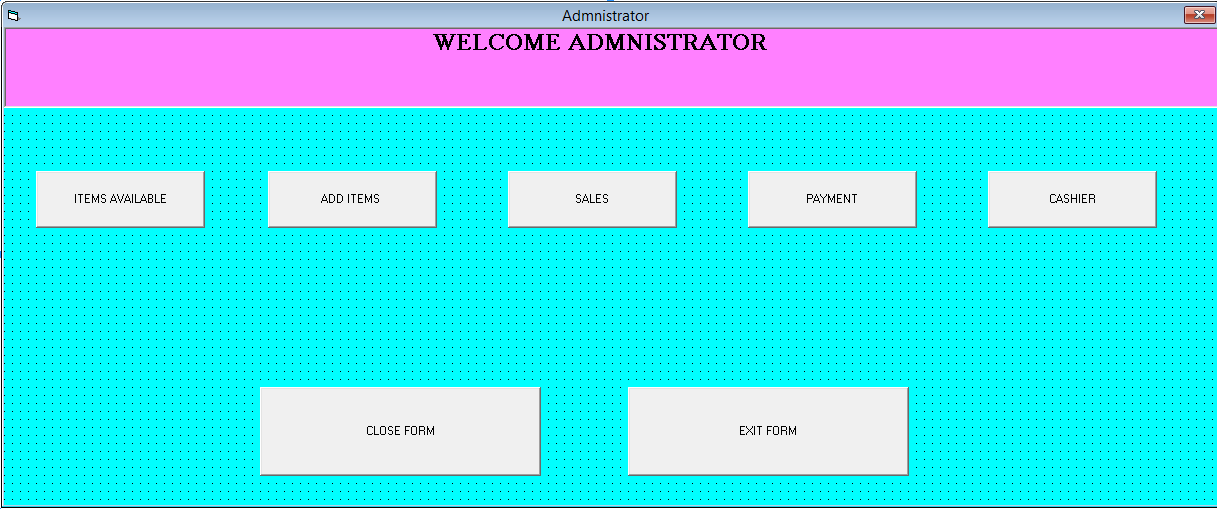 Admnistrator
WELCOME ADMNISTRATOR
ITEMS AVAILABLE
ADD ITEMS
SALES
PAYMENT
CASHIER
CLOSE FORM
EXIT FORM